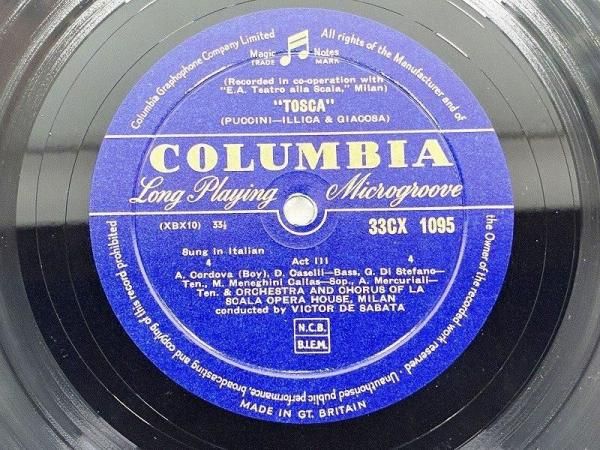 Columbia Graphophone Company Limited
All rights of the Manufacturer and of
the Owner of the recorded work reserved · Unauthorised public performance, broadcasting and copying of this record prohibited
Magic Notes
TRADE MARK
(Recorded in co-operation with
"E.A. Teatro alla Scala," Milan)
"TOSCA"
(PUCCINI—ILLICA & GIACOSA)
COLUMBIA
Long Playing Microgroove
(XBX10) 33⅓ 33CX 1095
Sung in Italian
4 Act III 4
A. Cordova (Boy), D. Caselli—Bass, G. Di Stefano—
Ten., M. Meneghini Callas—Sop., A. Mercuriali—
Ten. & ORCHESTRA AND CHORUS OF LA
SCALA OPERA HOUSE, MILAN
conducted by VICTOR DE SABATA
N.C.B.
B.I.E.M.
MADE IN GT. BRITAIN